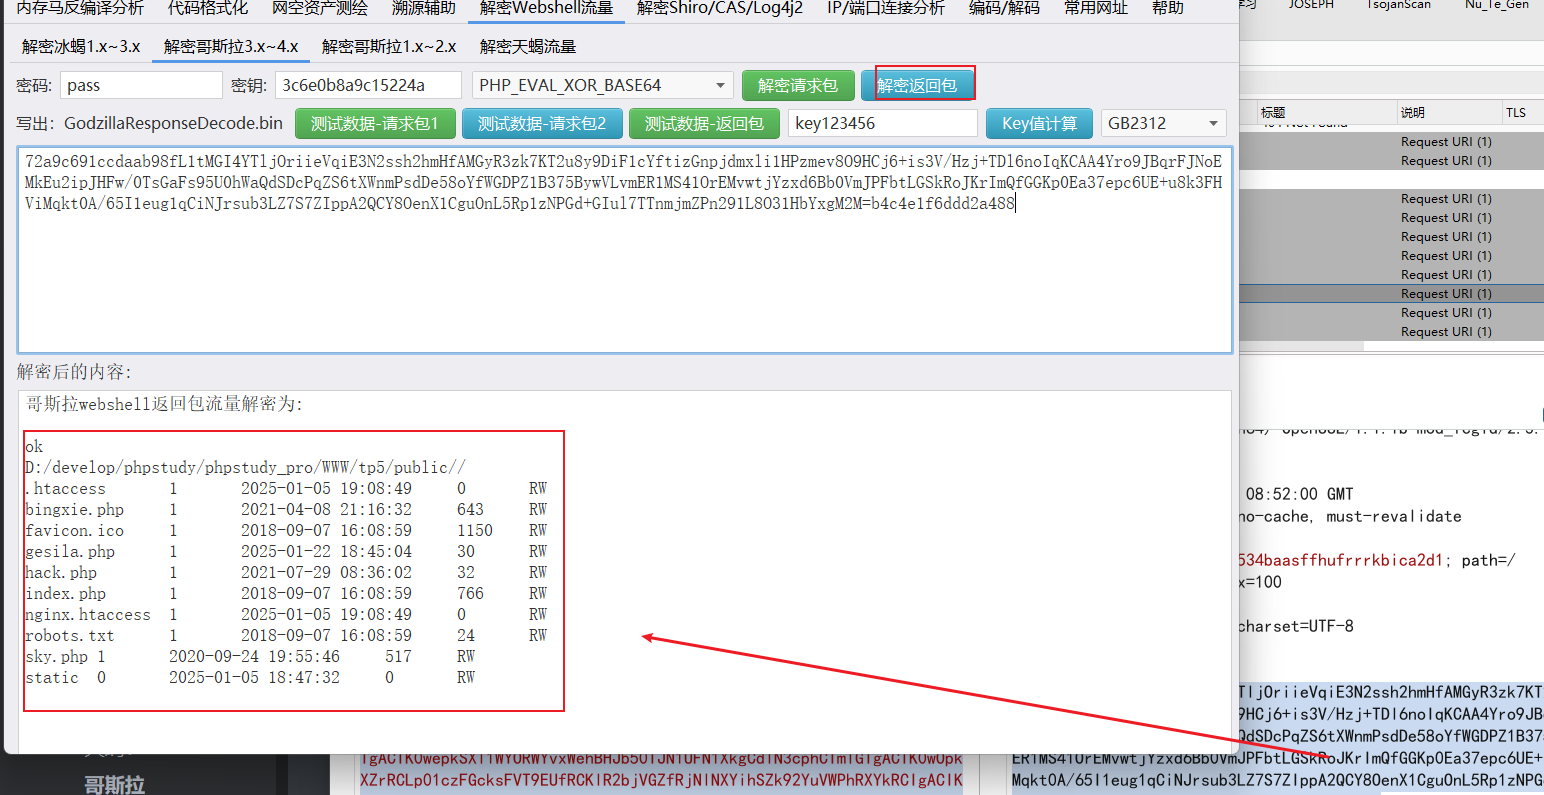 内存马反编译分析 代码格式化 网空资产测绘 溯源辅助 解密Webshell流量 解密Shiro/CAS/Log4j2 IP/端口连接分析 编码/解码 常用网址 帮助
JOSEPH TsojanScan Nu_Te_Gen
解密冰蝎1.x~3.x 解密哥斯拉3.x~4.x 解密哥斯拉1.x~2.x 解密天蝎流量
密码: pass 密钥: 3c6e0b8a9c15224a PHP_EVAL_XOR_BASE64 解密请求包 解密返回包
写出: GodzillaResponseDecode.bin 测试数据-请求包1 测试数据-请求包2 测试数据-返回包 key123456 Key值计算 GB2312
标题 说明 TLS
Request URI (1)
Request URI (1)
Request URI (1)
Request URI (1)
Request URI (1)
Request URI (1)
Request URI (1)
Request URI (1)
Request URI (1)
Request URI (1)
72a9c691ccdaab98fL1tMGI4YTljOriieVqiE3N2ssh2hmHfAMGyR3zk7KT2u8y9DiF1cYftizGnpjdmxli1HPzmev8O9HCj6+is3V/Hzj+TDl6noIqKCAA4Yro9JBqrFJNoE
MkEu2ipJHFw/0TsGaFs95U0hWaQdSDcPqZS6tXWnmPsdDe58oYfWGDPZ1B375BywVLvmER1MS41OrEMvwtjYzxd6Bb0VmJPFbtLGSkRoJKrImQfGGKp0Ea37epc6UE+u8k3FH
ViMqkt0A/65I1eug1qCiNJrsub3LZ7S7ZIppA2QCY8OenX1CguOnL5Rp1zNPGd+GIul7TTnmjmZPn291L8O31HbYxgM2M=b4c4e1f6ddd2a488
解密后的内容:
哥斯拉webshell返回包流量解密为:
ok
D:/develop/phpstudy/phpstudy_pro/WWW/tp5/public//
.htaccess 1 2025-01-05 19:08:49 0 RW
bingxie.php 1 2021-04-08 21:16:32 643 RW
favicon.ico 1 2018-09-07 16:08:59 1150 RW
gesila.php 1 2025-01-22 18:45:04 30 RW
hack.php 1 2021-07-29 08:36:02 32 RW
index.php 1 2018-09-07 16:08:59 766 RW
nginx.htaccess 1 2025-01-05 19:08:49 0 RW
robots.txt 1 2018-09-07 16:08:59 24 RW
sky.php 1 2020-09-24 19:55:46 517 RW
static 0 2025-01-05 18:47:32 0 RW
08:52:00 GMT
no-cache, must-revalidate
534baasffhufrrrkbica2d1; path=/
x=100
charset=UTF-8
TljOriieVqiE3N2ssh2hmHfAMGyR3zk7KT
9HCj6+is3V/Hzj+TDl6noIqKCAA4Yro9JB
QdSDcPqZS6tXWnmPsdDe58oYfWGDPZ1B37
ER1MS41OrEMvwtjYzxd6Bb0VmJPFbtLGSkRoJKrImQfGGKp0Ea37epc6UE+
Mqkt0A/65I1eug1qCiNJrsub3LZ7S7ZIppA2QCY8OenX1CguOnL5Rp1zNPG
XZrRCLp01czFGcksFVT9EUfRCKlR2bjVGZfRjNlNXYihSZk92YuVWPhRXYkRCIgACIK
哥斯拉